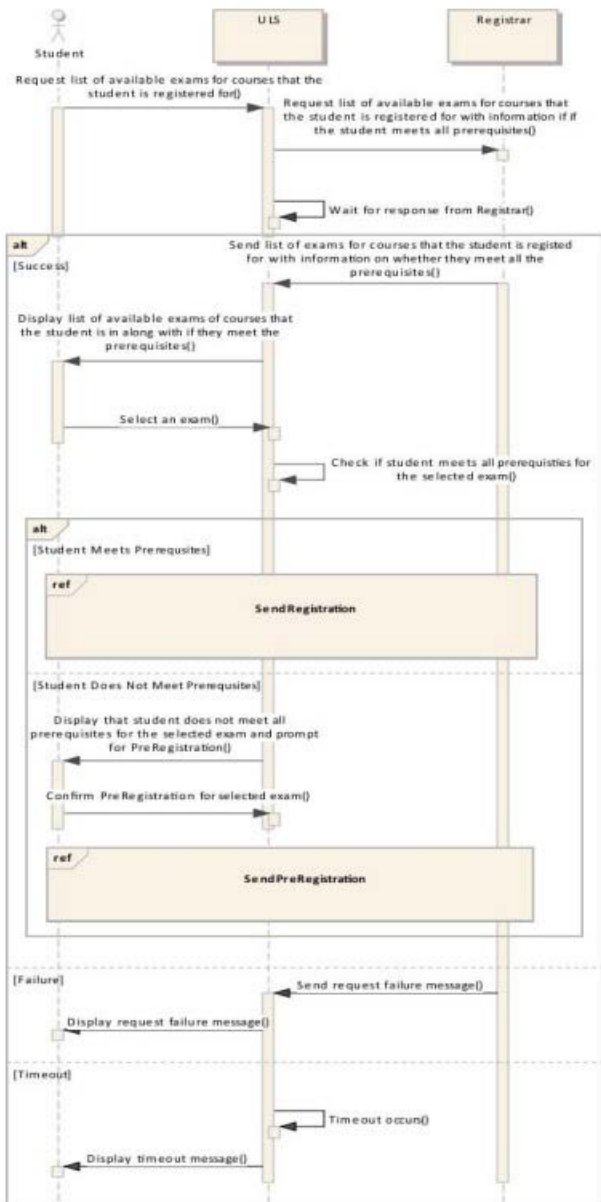 ULS
Registrar
Student
Request list of available exams for courses that the
student is registered for()
Request list of available exams for courses that
the student is registered for with information if if
the student meets all prerequisites()
Wait for response from Registrar()
alt
[Success]
Send list of exams for courses that the student is registed
for with information on whether they meet all the
prerequisites()
Display list of available exams of courses that
the student is in along with if they meet the
prerequisites()
Select an exam()
Check if student meets all prerequisties for
the selected exam()
alt
[Student Meets Prerequsites]
ref
SendRegistration
[Student Does Not Meet Prerequsites]
Display that student does not meet all
prerequisites for the selected exam and prompt
for PreRegistration()
Confirm PreRegistration for selected exam()
ref
SendPreRegistration
[Failure]
Send request failure message()
Display request failure message()
[Timeout]
Timeout occurs()
Display timeout message()